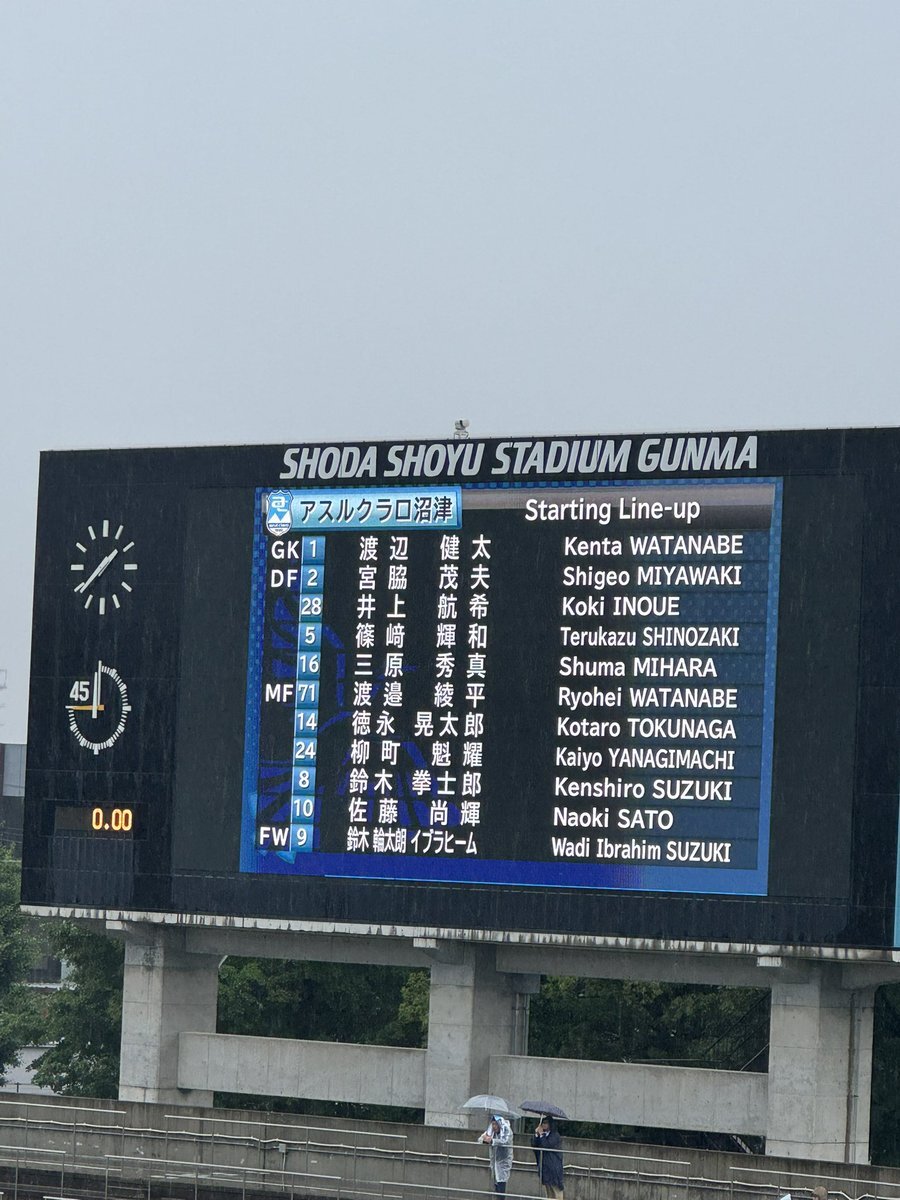 SHODA SHOYU STADIUM GUNMA
アスルクラロ沼津 Starting Line-up
GK 1 渡辺 健太 Kenta WATANABE
DF 2 宮脇 茂夫 Shigeo MIYAWAKI
28 井上 航希 Koki INOUE
5 篠﨑 輝和 Terukazu SHINOZAKI
16 三原 秀真 Shuma MIHARA
MF 71 渡邉 綾平 Ryohei WATANABE
14 徳永 晃太郎 Kotaro TOKUNAGA
24 柳町 魁耀 Kaiyo YANAGIMACHI
8 鈴木 拳士郎 Kenshiro SUZUKI
10 佐藤 尚輝 Naoki SATO
FW 9 鈴木 輪太朗 イブラヒーム Wadi Ibrahim SUZUKI
45
0.00